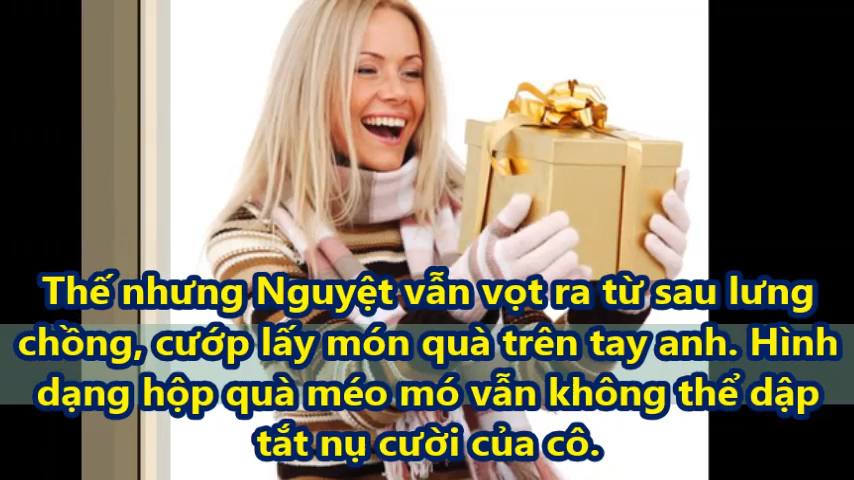 Thế nhưng Nguyệt vẫn vọt ra từ sau lưng
chồng, cướp lấy món quà trên tay anh. Hình
dạng hộp quà méo mó vẫn không thể dập
tắt nụ cười của cô.